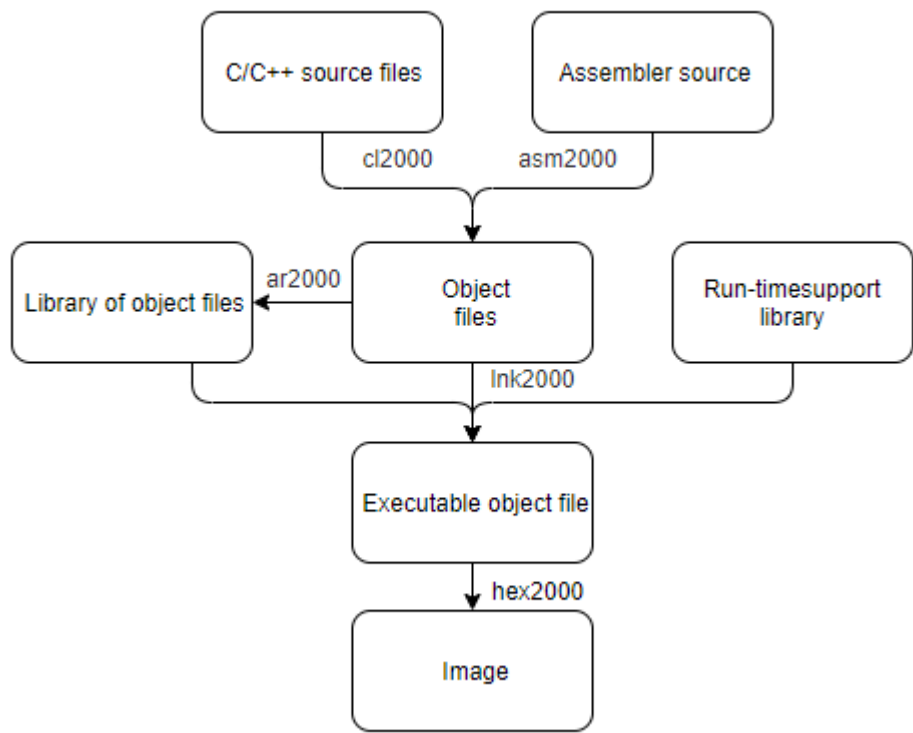 C/C++ source files
Assembler source
cl2000
asm2000
ar2000
Library of object files
Object
files
Run-timesupport
library
lnk2000
Executable object file
hex2000
Image